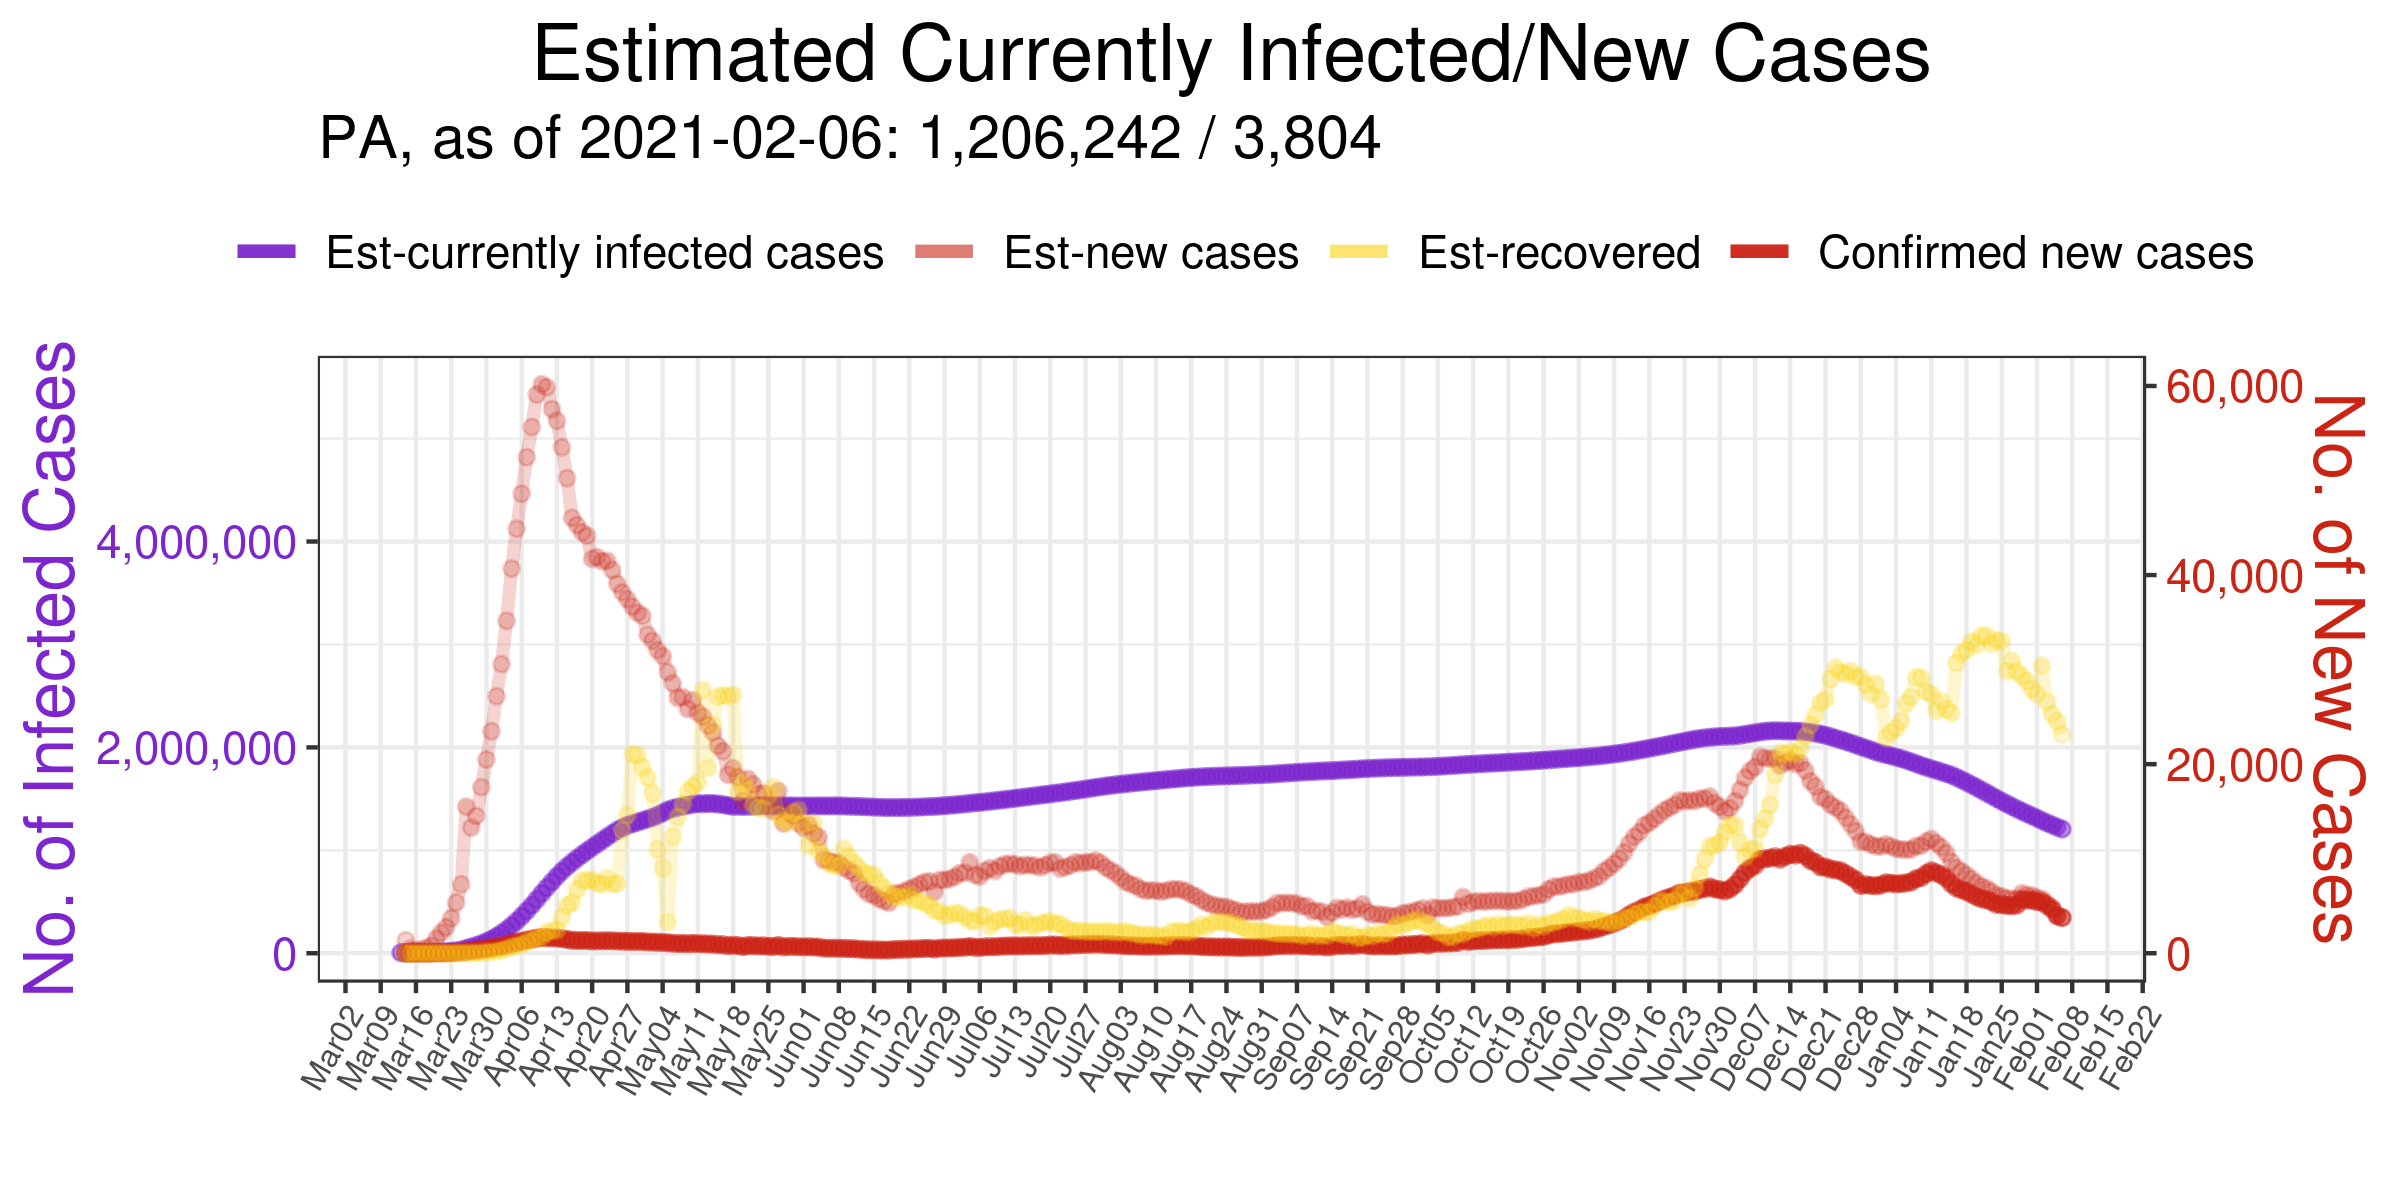 Estimated Currently Infected/New Cases
PA, as of 2021-02-06: 1,206,242 / 3,804
Est-currently infected cases
Est-new cases
Est-recovered
Confirmed new cases
No. of Infected Cases
4,000,000
2,000,000
0
60,000
40,000
20,000
0
No. of New Cases
Mar02
Mar09
Mar16
Mar23
Mar30
Apr06
Apr13
Apr20
Apr27
May04
May11
May18
May25
Jun01
Jun08
Jun15
Jun22
Jun29
Jul06
Jul13
Jul20
Jul27
Aug03
Aug10
Aug17
Aug24
Aug31
Sep07
Sep14
Sep21
Sep28
Oct05
Oct12
Oct19
Oct26
Nov02
Nov09
Nov16
Nov23
Nov30
Dec07
Dec14
Dec21
Dec28
Jan04
Jan11
Jan18
Jan25
Feb01
Feb08
Feb15
Feb22